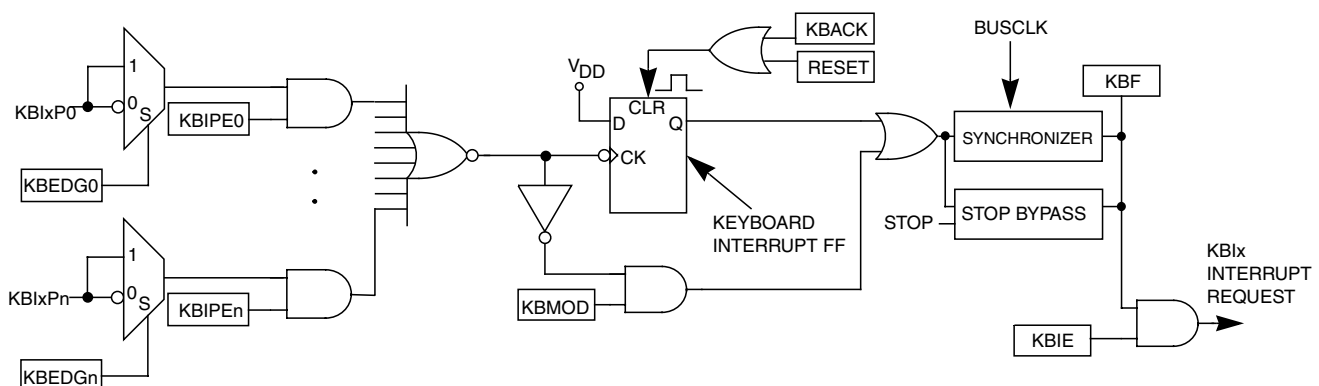 KBIxP0
1
0
S
KBIPE0
KBEDG0
KBIxPn
1
0
S
KBIPEn
KBEDGn
VDD
CLR
D
Q
CK
KBACK
RESET
KEYBOARD
INTERRUPT FF
KBMOD
BUSCLK
SYNCHRONIZER
STOP
STOP BYPASS
KBF
KBIE
KBIx
INTERRUPT
REQUEST